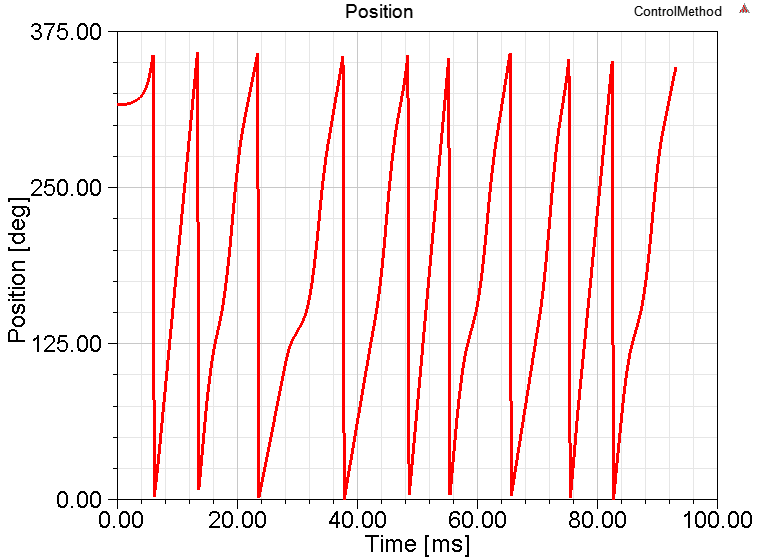 Position
ControlMethod
375.00
250.00
125.00
0.00
Position [deg]
0.00 20.00 40.00 60.00 80.00 100.00
Time [ms]